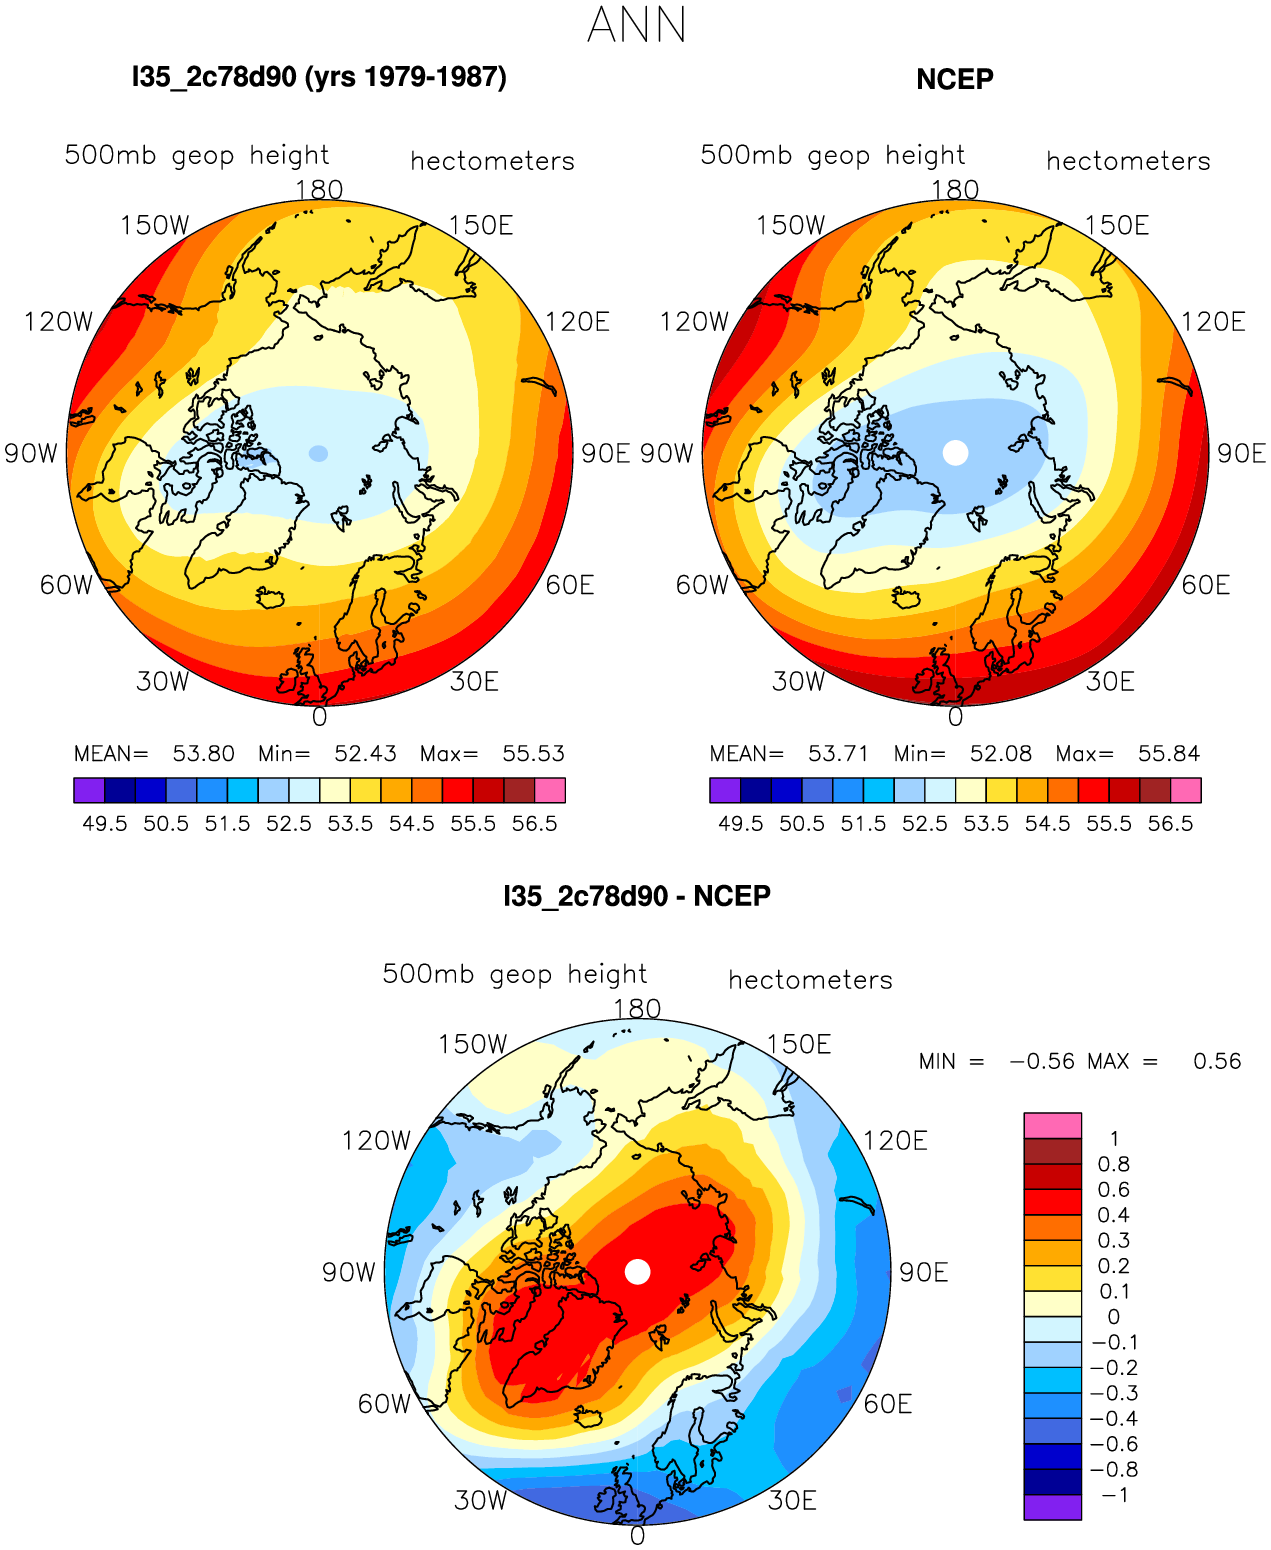 ANN
I35_2c78d90 (yrs 1979-1987)
NCEP
500mb geop height hectometers
500mb geop height hectometers
180
180
150W 150E
150W 150E
120W 120E
120W 120E
90W 90E
90W 90E
60W 60E
60W 60E
30W 30E
30W 30E
0
0
MEAN= 53.80 Min= 52.43 Max= 55.53
MEAN= 53.71 Min= 52.08 Max= 55.84
49.5 50.5 51.5 52.5 53.5 54.5 55.5 56.5
49.5 50.5 51.5 52.5 53.5 54.5 55.5 56.5
I35_2c78d90 - NCEP
500mb geop height hectometers
180
150W 150E
MIN = -0.56 MAX = 0.56
120W 120E
90W 90E
60W 60E
30W 30E
0
1
0.8
0.6
0.4
0.3
0.2
0.1
0
-0.1
-0.2
-0.3
-0.4
-0.6
-0.8
-1